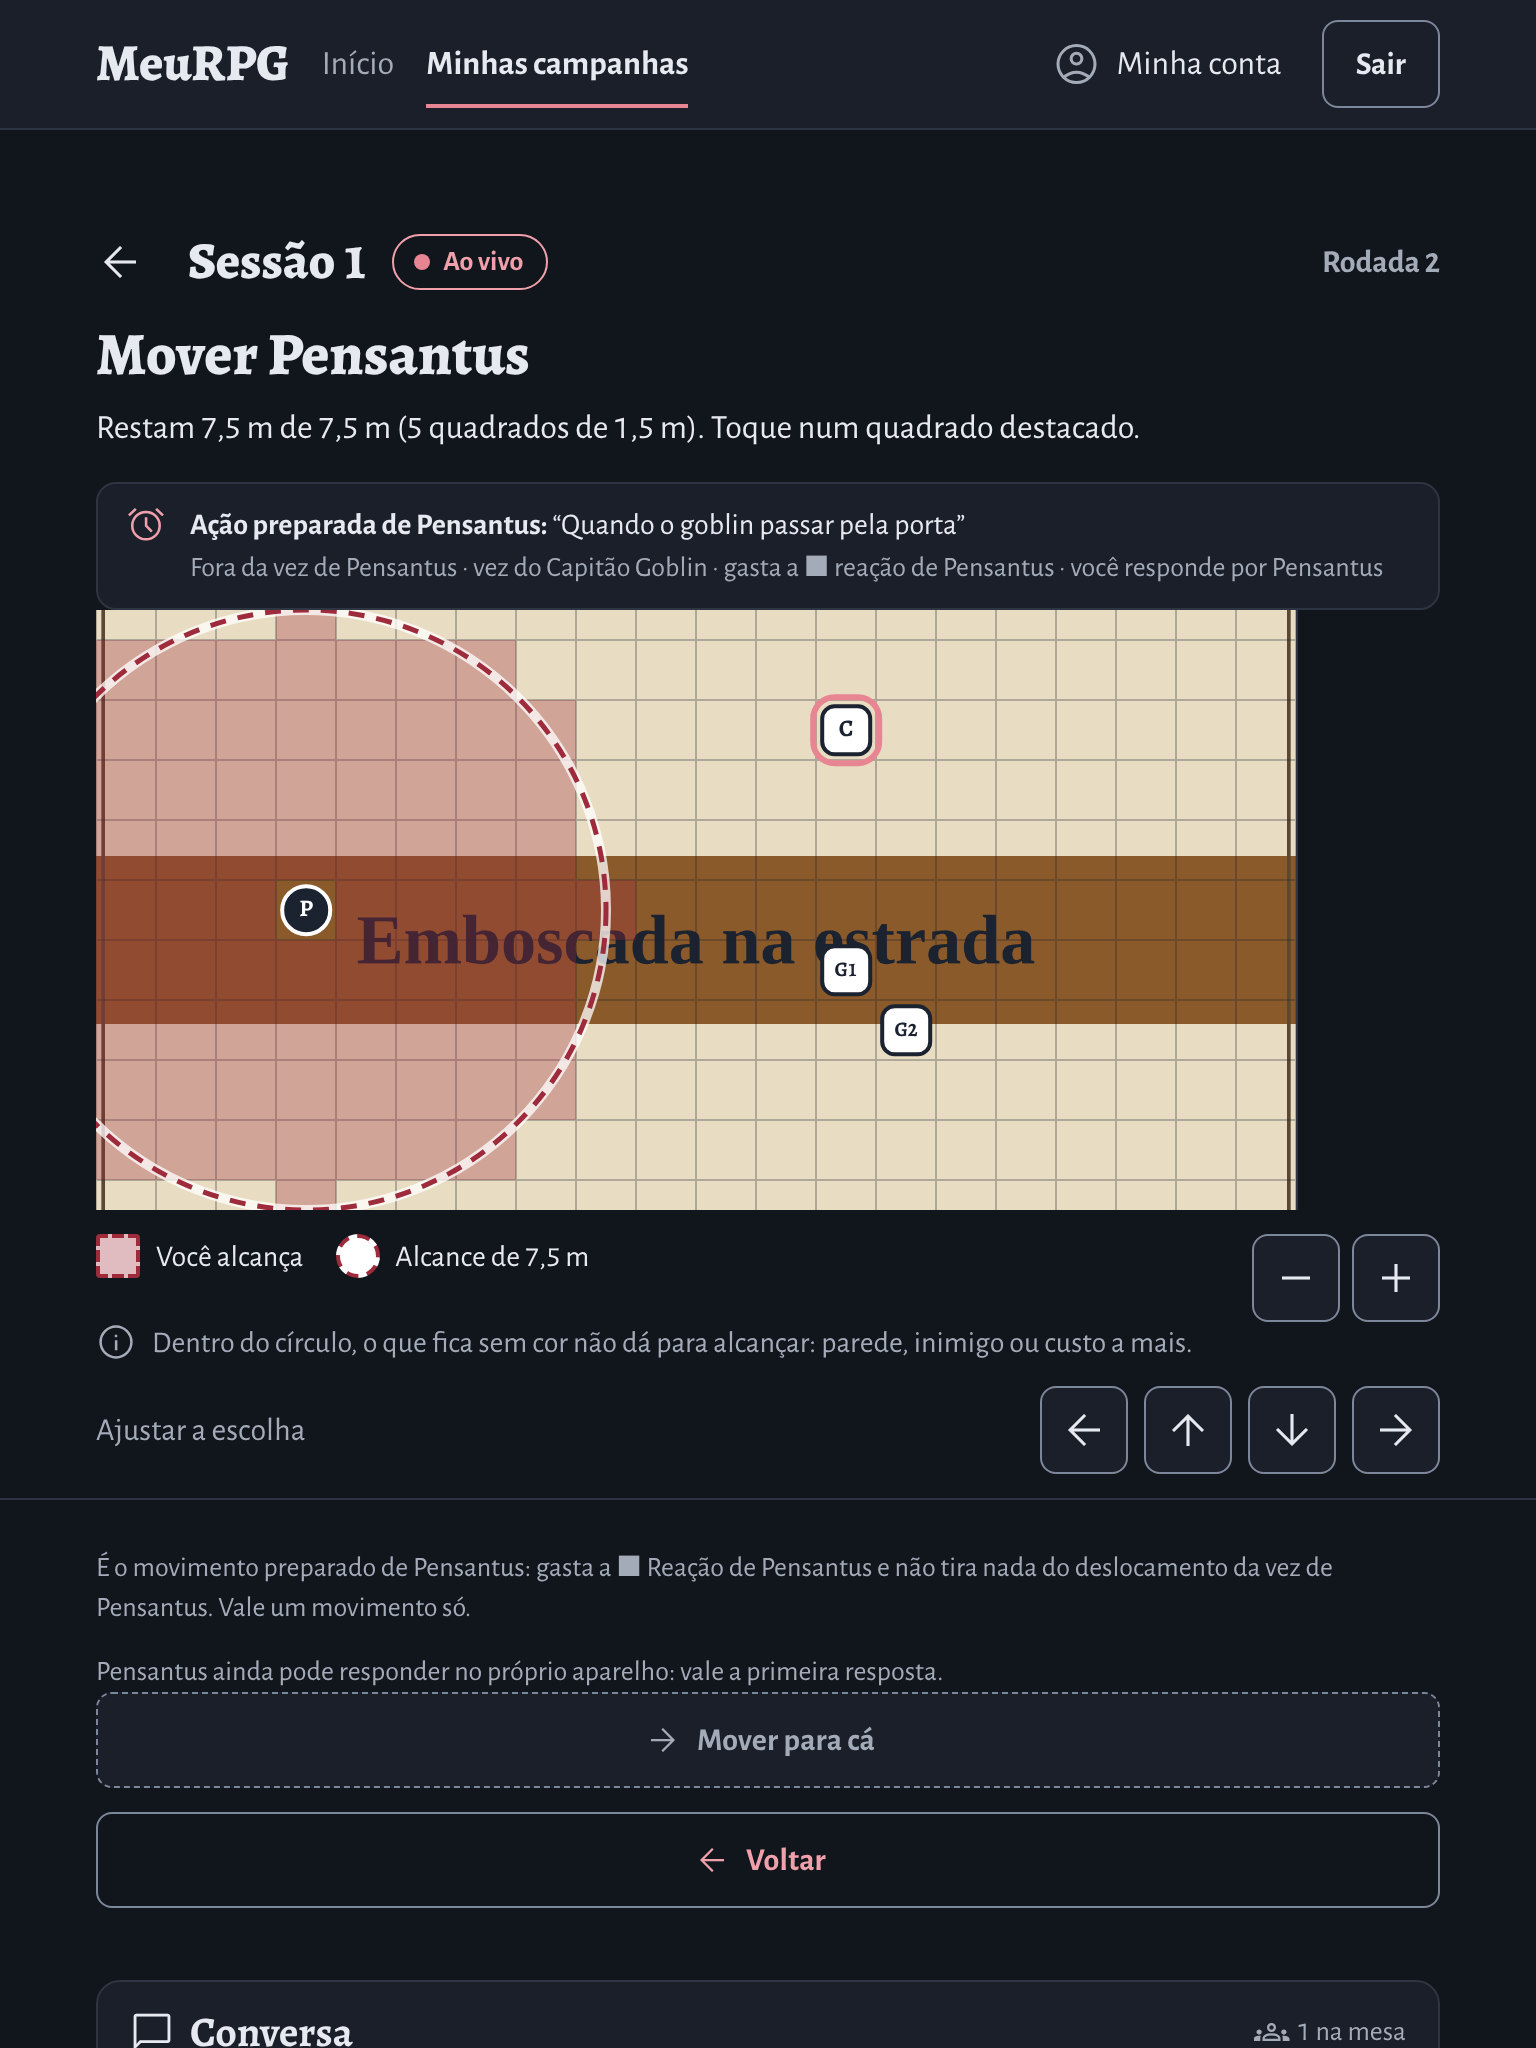 MeuRPG Início Minhas campanhas Minha conta Sair
Sessão 1 Ao vivo Rodada 2
Mover Pensantus
Restam 7,5 m de 7,5 m (5 quadrados de 1,5 m). Toque num quadrado destacado.
Ação preparada de Pensantus: “Quando o goblin passar pela porta”
Fora da vez de Pensantus · vez do Capitão Goblin · gasta a ■ reação de Pensantus · você responde por Pensantus
C
P
Emboscada na estrada
G1
G2
Você alcança Alcance de 7,5 m
Dentro do círculo, o que fica sem cor não dá para alcançar: parede, inimigo ou custo a mais.
Ajustar a escolha
É o movimento preparado de Pensantus: gasta a ■ Reação de Pensantus e não tira nada do deslocamento da vez de
Pensantus. Vale um movimento só.
Pensantus ainda pode responder no próprio aparelho: vale a primeira resposta.
Mover para cá
Voltar
Conversa 1 na mesa